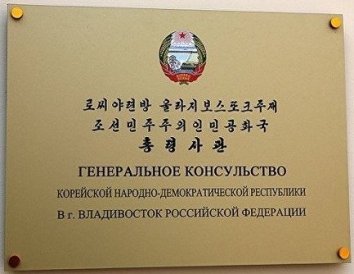 로씨야련방 울라지보스또크주재
조선민주주의인민공화국
총령사관
ГЕНЕРАЛЬНОЕ КОНСУЛЬСТВО
КОРЕЙСКОЙ НАРОДНО-ДЕМОКРАТИЧЕСКОЙ РЕСПУБЛИКИ
В г. ВЛАДИВОСТОК РОССИЙСКОЙ ФЕДЕРАЦИИ